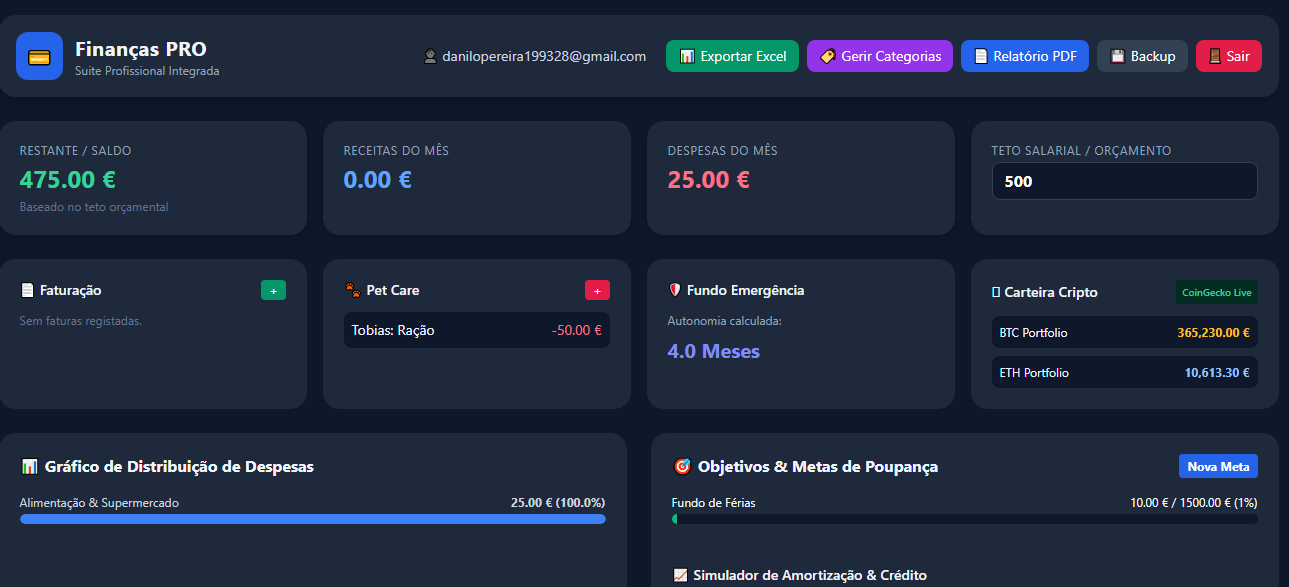 Finanças PRO
Suite Profissional Integrada
danilopereira199328@gmail.com
Exportar Excel
Gerir Categorias
Relatório PDF
Backup
Sair
RESTANTE / SALDO
475.00 €
Baseado no teto orçamental
RECEITAS DO MÊS
0.00 €
DESPESAS DO MÊS
25.00 €
TETO SALARIAL / ORÇAMENTO
500
Faturação
+
Sem faturas registadas.
Pet Care
+
Tobias: Ração -50.00 €
Fundo Emergência
Autonomia calculada:
4.0 Meses
Carteira Cripto
CoinGecko Live
BTC Portfolio 365,230.00 €
ETH Portfolio 10,613.30 €
Gráfico de Distribuição de Despesas
Alimentação & Supermercado 25.00 € (100.0%)
Objetivos & Metas de Poupança
Nova Meta
Fundo de Férias 10.00 € / 1500.00 € (1%)
Simulador de Amortização & Crédito